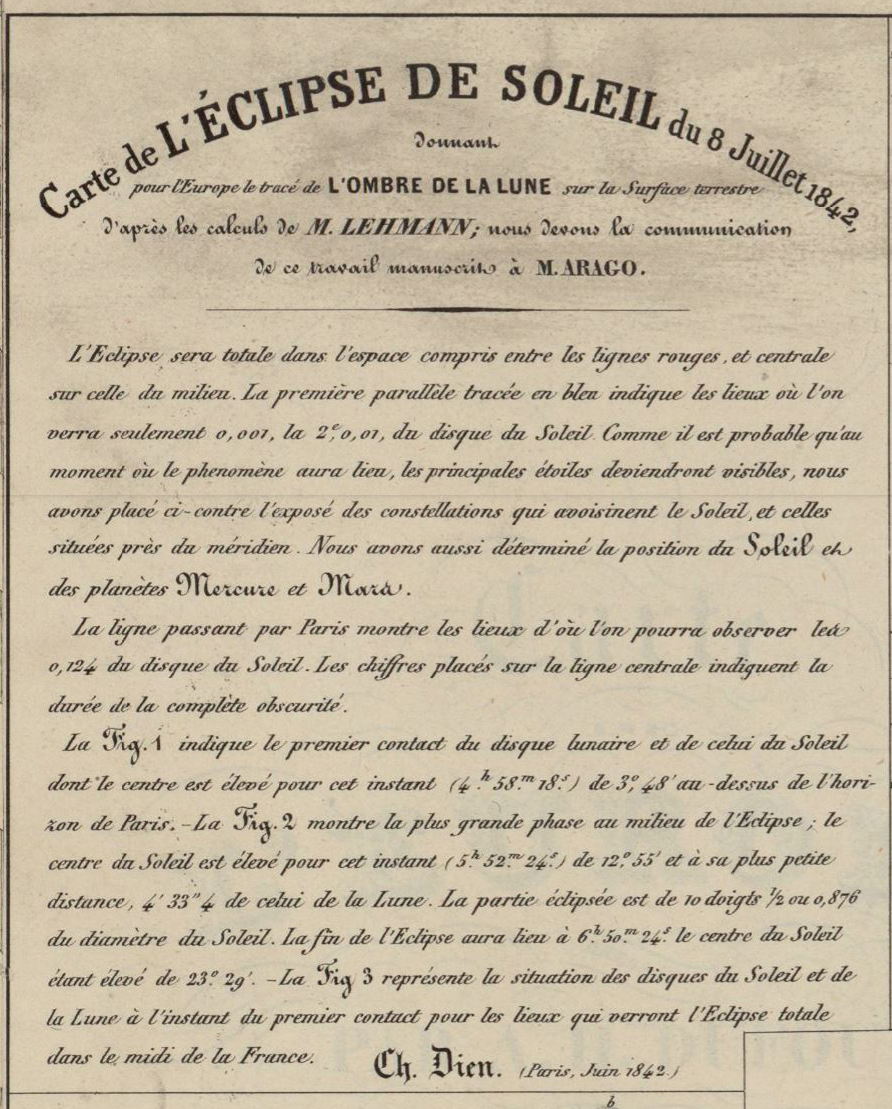 Carte de L'ÉCLIPSE DE SOLEIL du 8 Juillet 1842,
donnant
pour l'Europe le tracé de L'OMBRE DE LA LUNE sur la Surface terrestre
d'après les calculs de M. LEHMANN; nous devons la communication
de ce travail manuscrit à M. ARAGO.
L'Eclipse sera totale dans l'espace compris entre les lignes rouges, et centrale
sur celle du milieu. La première parallèle tracée en bleu indique les lieux où l'on
verra seulement 0,001, la 2e, 0,01, du disque du Soleil. Comme il est probable qu'au
moment où le phenomène aura lieu, les principales étoiles deviendront visibles, nous
avons placé ci-contre l'exposé des constellations qui avoisinent le Soleil, et celles
situées près du méridien. Nous avons aussi déterminé la position du Soleil et
des planètes Mercure et Mars.
La ligne passant par Paris montre les lieux d'où l'on pourra observer les
0,124 du disque du Soleil. Les chiffres placés sur la ligne centrale indiquent la
durée de la complète obscurité.
La Fig. 1 indique le premier contact du disque lunaire et de celui du Soleil
dont le centre est élevé pour cet instant (4h. 58m. 18s.) de 3°, 48' au-dessus de l'hori-
zon de Paris. - La Fig. 2 montre la plus grande phase au milieu de l'Eclipse; le
centre du Soleil est élevé pour cet instant (5h. 52m. 24s.) de 12°. 55' et à sa plus petite
distance, 4' 33" 4 de celui de la Lune. La partie éclipsée est de 10 doigts ½ ou 0,876
du diamètre du Soleil. La fin de l'Eclipse aura lieu à 6h. 50m. 24s. le centre du Soleil
étant élevé de 23°. 29'. - La Fig 3 représente la situation des disques du Soleil et de
la Lune à l'instant du premier contact pour les lieux qui verront l'Eclipse totale
dans le midi de la France.
Ch. Dien. (Paris, Juin 1842.)
b